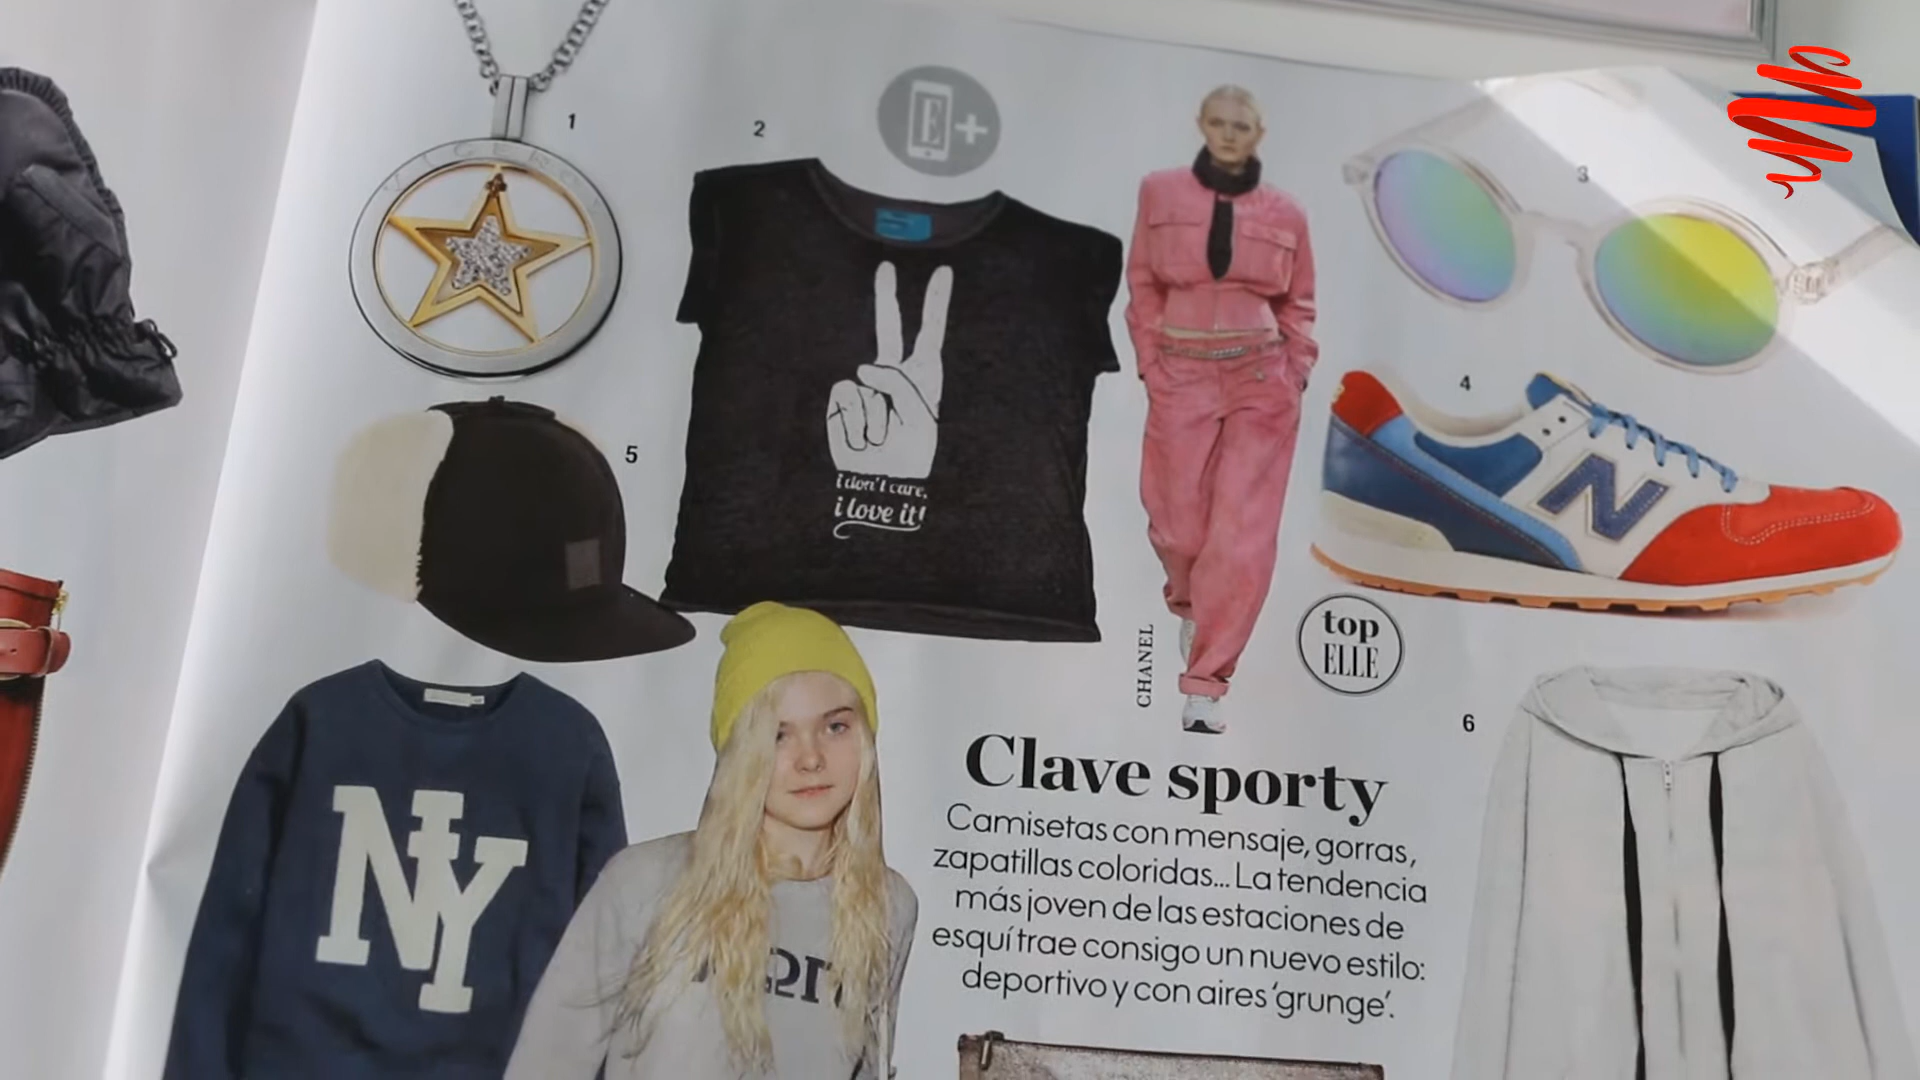 1
2
E+
3
4
5
i don't care,
i love it!
N
CHANEL
top
ELLE
6
NY
Clave sporty
Camisetas con mensaje, gorras,
zapatillas coloridas... La tendencia
más joven de las estaciones de
esquí trae consigo un nuevo estilo:
deportivo y con aires 'grunge'.